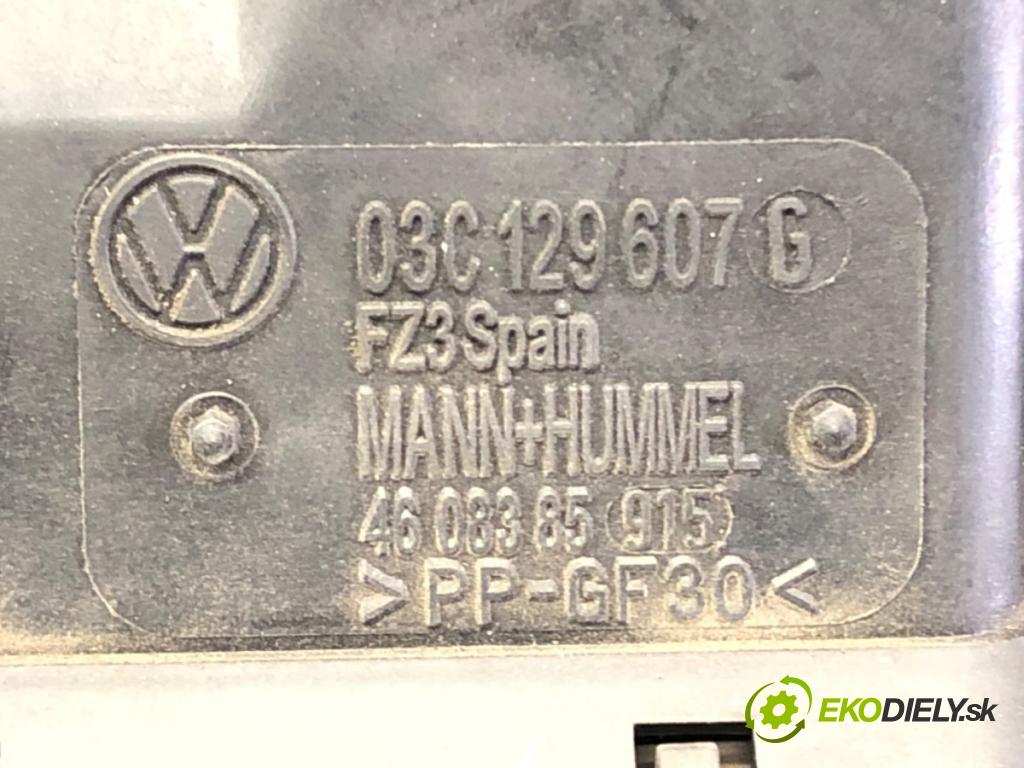 03C 129 607 G
FZ3 Spain
MANN+HUMMEL
46 083 85 915
>PP-GF30<
EKODIELY.sk